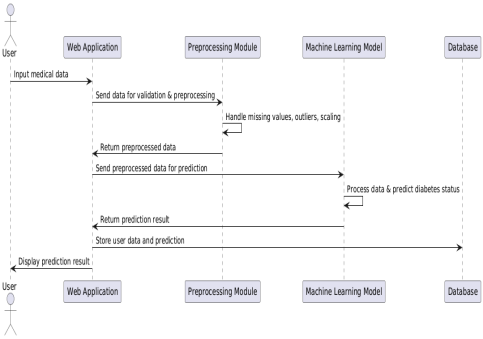 User
Web Application
Preprocessing Module
Machine Learning Model
Database
Input medical data
Send data for validation & preprocessing
Handle missing values, outliers, scaling
Return preprocessed data
Send preprocessed data for prediction
Process data & predict diabetes status
Return prediction result
Store user data and prediction
Display prediction result
User
Web Application
Preprocessing Module
Machine Learning Model
Database